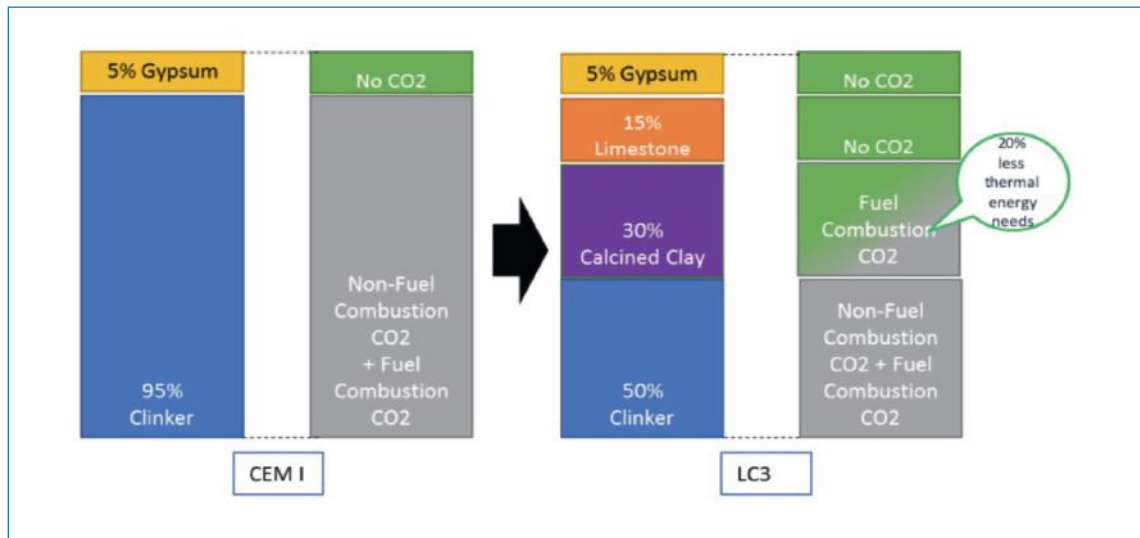 5% Gypsum
95%
Clinker
No CO2
Non-Fuel
Combustion
CO2
+ Fuel
Combustion
CO2
CEM I
5% Gypsum
15%
Limestone
30%
Calcined Clay
50%
Clinker
No CO2
No CO2
Fuel
Combustion
CO2
20%
less
thermal
energy
needs
Non-Fuel
Combustion
CO2 + Fuel
Combustion
CO2
LC3